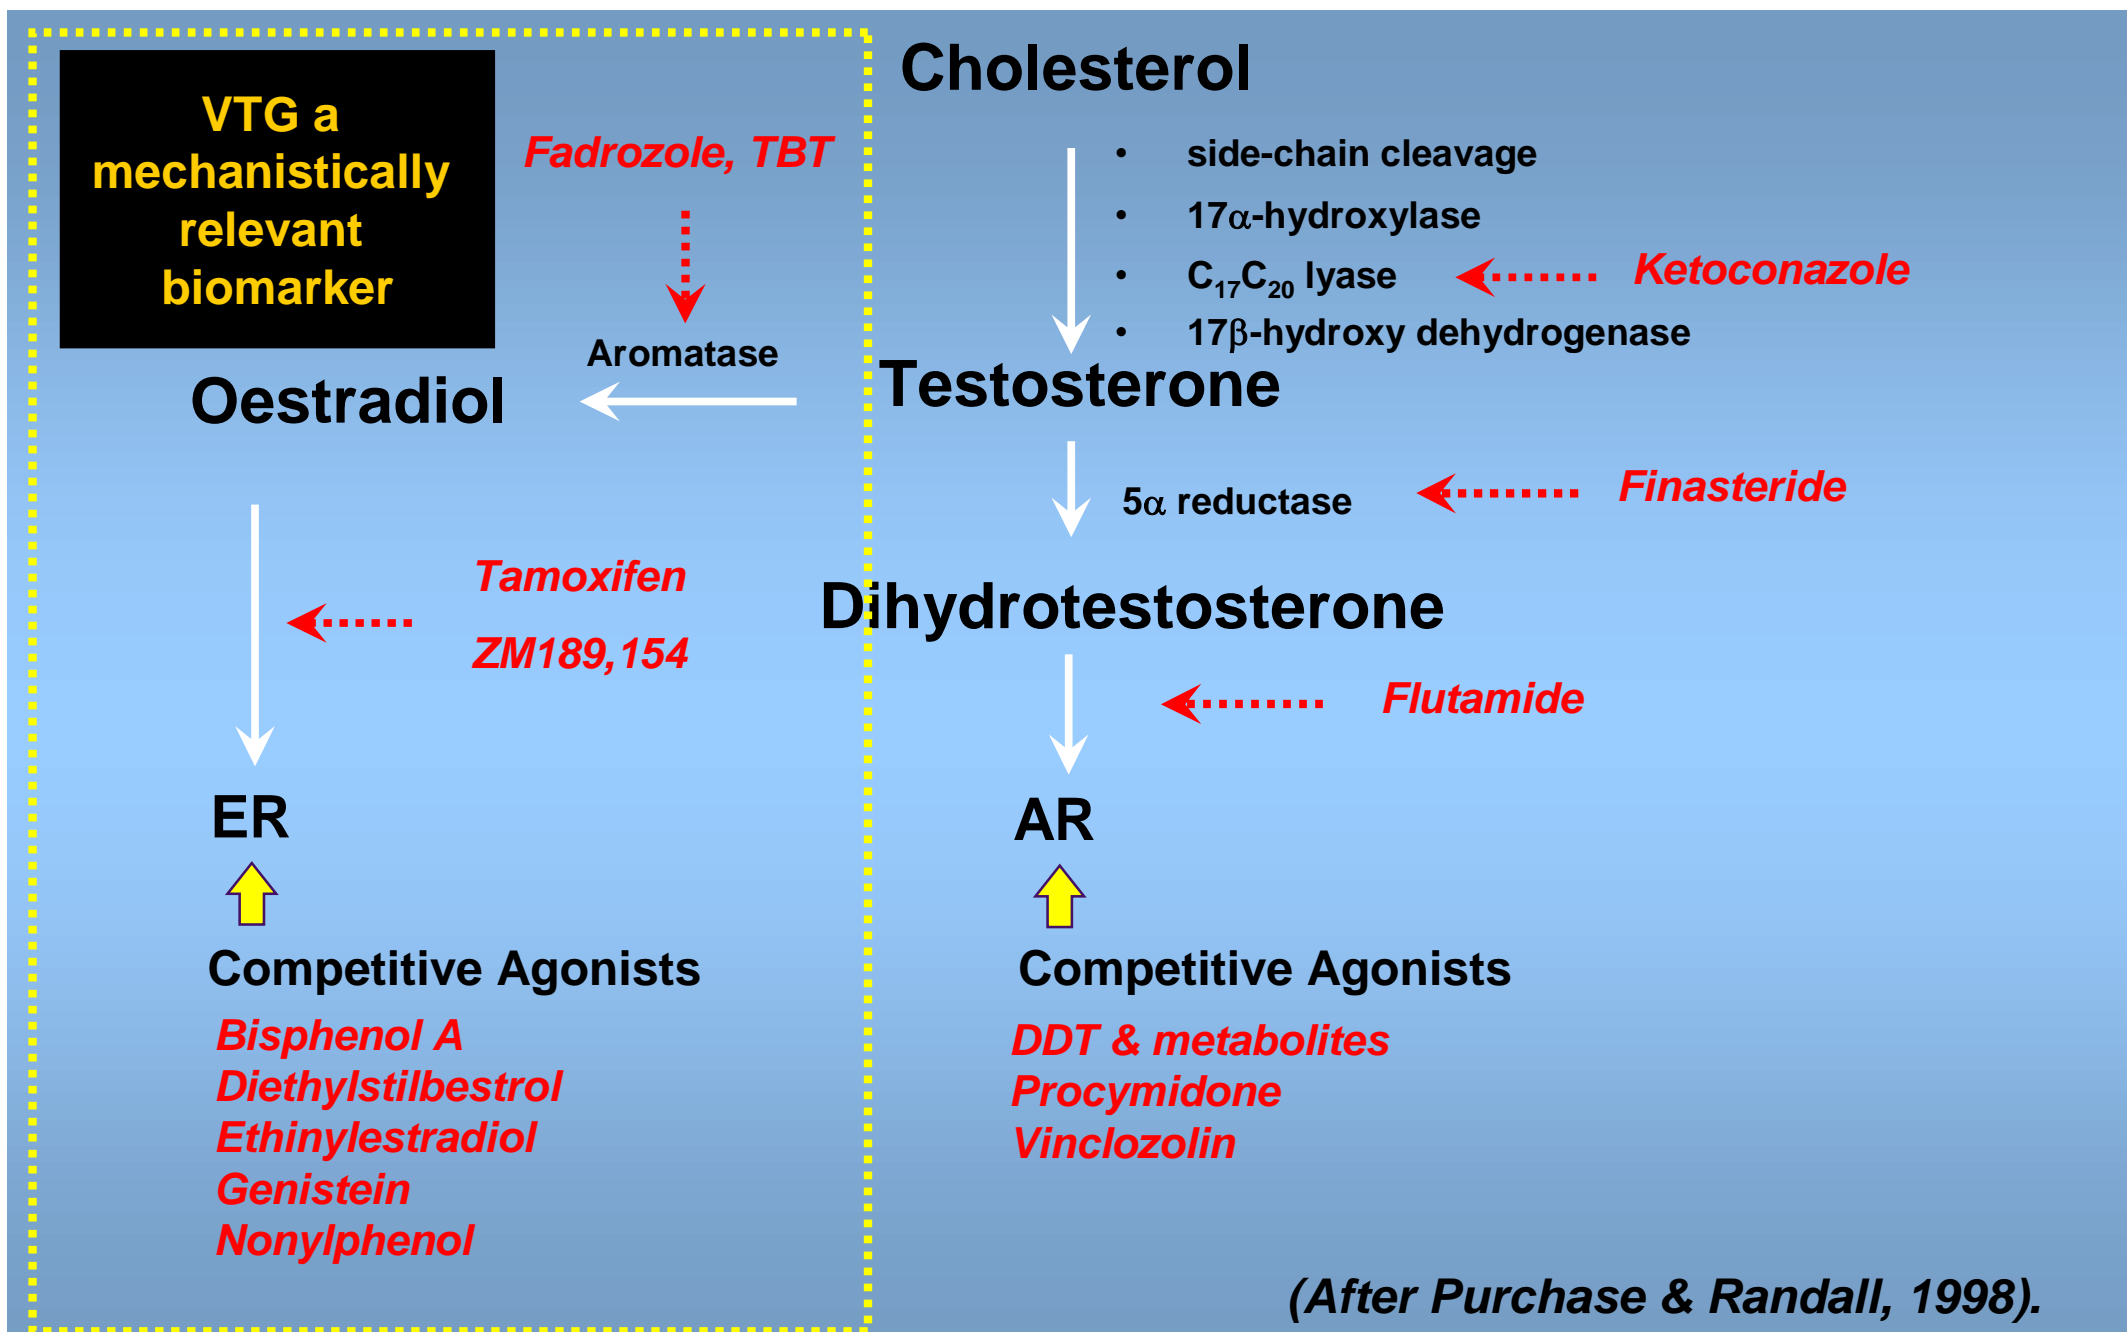 VTG a
mechanistically
relevant
biomarker
Fadrozole, TBT
Aromatase
Oestradiol
Tamoxifen
ZM189,154
ER
Competitive Agonists
Bisphenol A
Diethylstilbestrol
Ethinylestradiol
Genistein
Nonylphenol
Cholesterol
• side-chain cleavage
• 17α-hydroxylase
• C₁₇C₂₀ lyase
Ketoconazole
• 17β-hydroxy dehydrogenase
Testosterone
5α reductase
Finasteride
Dihydrotestosterone
Flutamide
AR
Competitive Agonists
DDT & metabolites
Procymidone
Vinclozolin
(After Purchase & Randall, 1998).